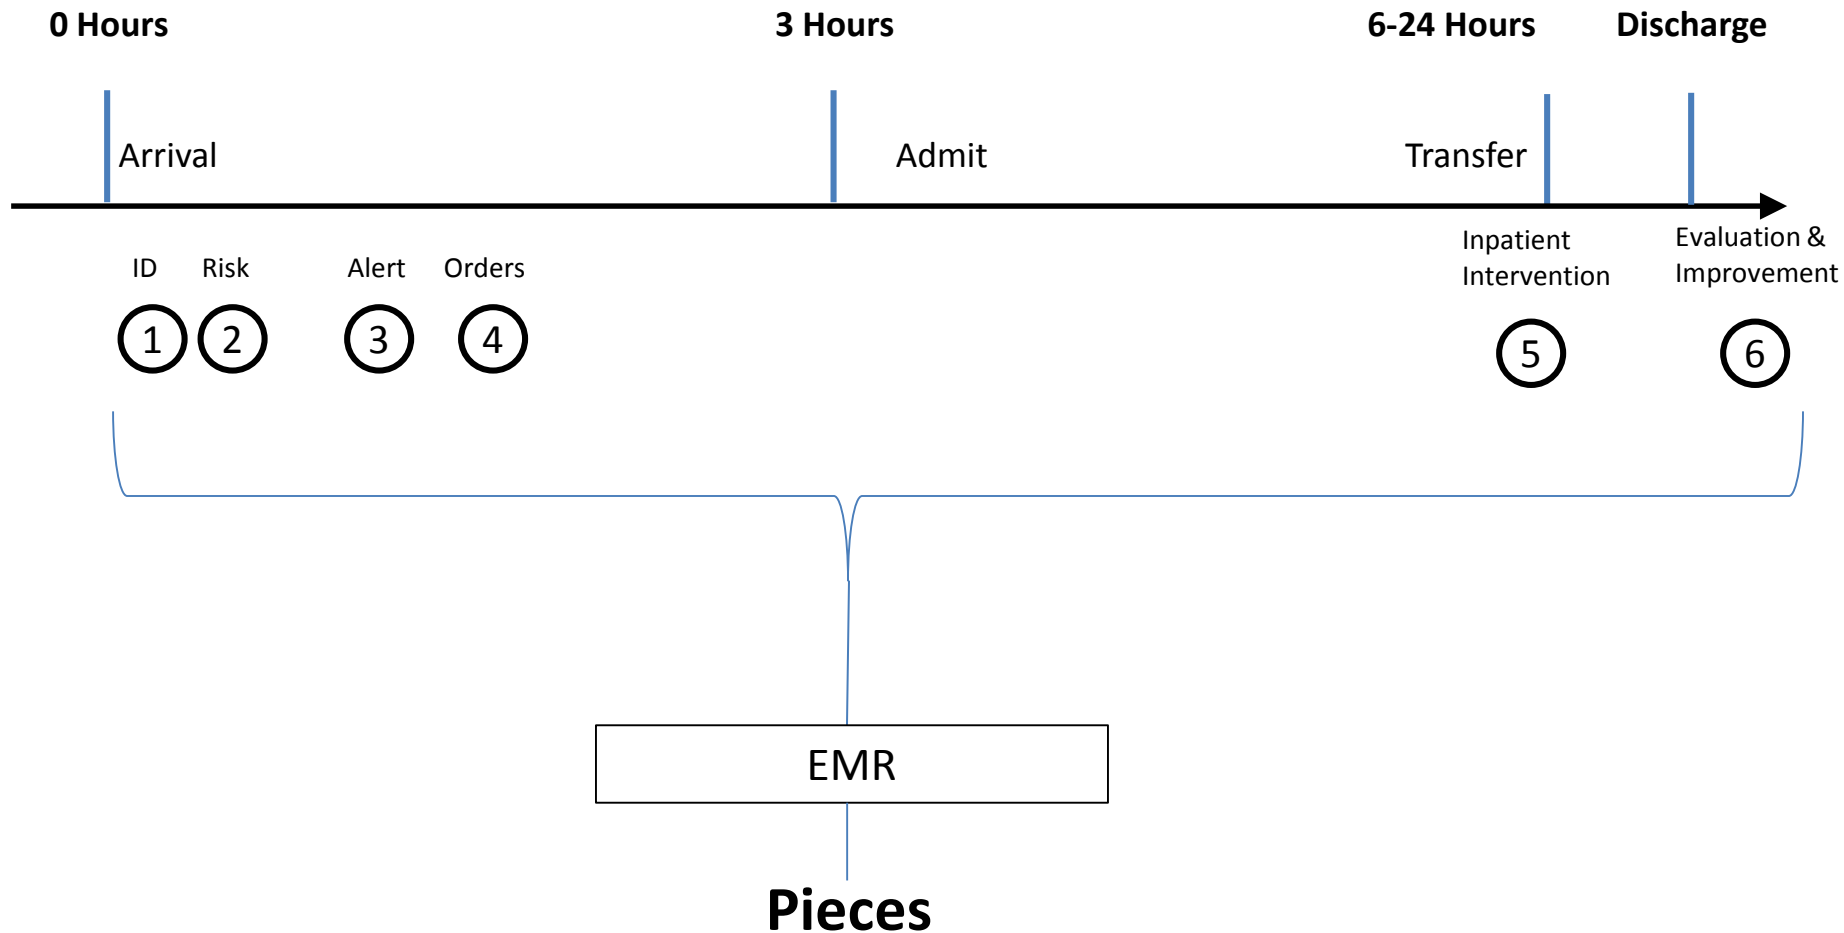 0 Hours
3 Hours
6-24 Hours
Discharge
Arrival
Admit
Transfer
ID
Risk
Alert
Orders
Inpatient
Intervention
Evaluation &
Improvement
1
2
3
4
5
6
EMR
Pieces